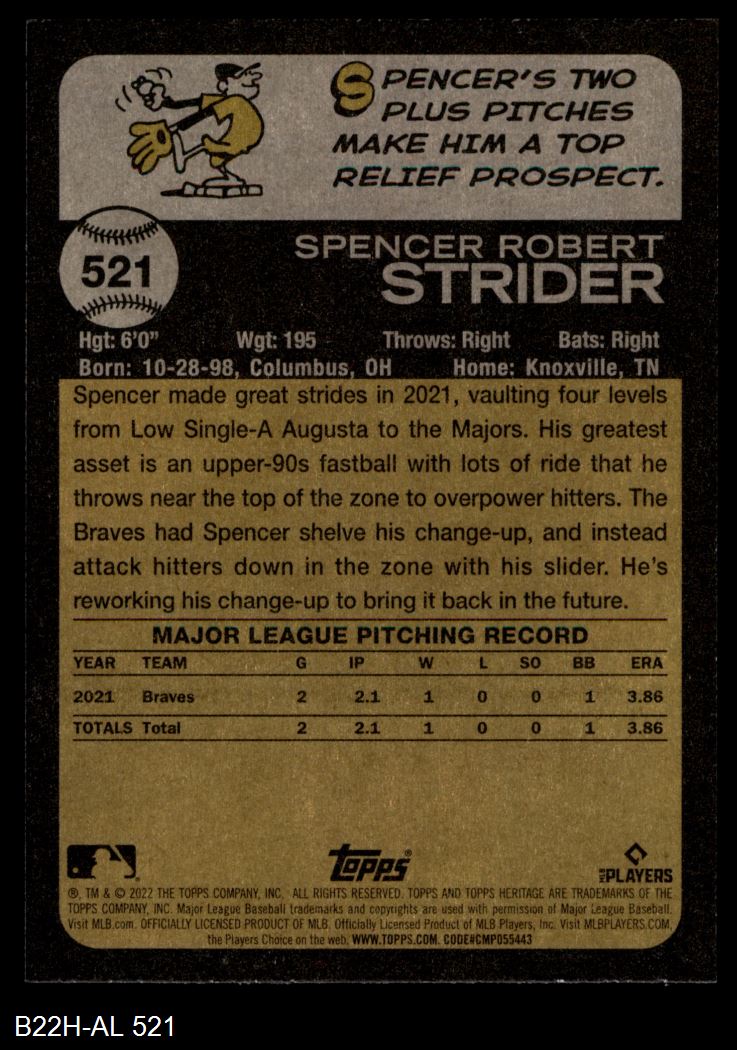 SPENCER'S TWO
PLUS PITCHES
MAKE HIM A TOP
RELIEF PROSPECT.
521
SPENCER ROBERT
STRIDER
Hgt: 6'0" Wgt: 195 Throws: Right Bats: Right
Born: 10-28-98, Columbus, OH Home: Knoxville, TN
Spencer made great strides in 2021, vaulting four levels
from Low Single-A Augusta to the Majors. His greatest
asset is an upper-90s fastball with lots of ride that he
throws near the top of the zone to overpower hitters. The
Braves had Spencer shelve his change-up, and instead
attack hitters down in the zone with his slider. He's
reworking his change-up to bring it back in the future.
MAJOR LEAGUE PITCHING RECORD
YEAR TEAM G IP W L SO BB ERA
2021 Braves 2 2.1 1 0 0 1 3.86
TOTALS Total 2 2.1 1 0 0 1 3.86
Topps®
MLB PLAYERS
®, TM & © 2022 THE TOPPS COMPANY, INC. ALL RIGHTS RESERVED. TOPPS AND TOPPS HERITAGE ARE TRADEMARKS OF THE
TOPPS COMPANY, INC. Major League Baseball trademarks and copyrights are used with permission of Major League Baseball.
Visit MLB.com. OFFICIALLY LICENSED PRODUCT OF MLB Players, Inc. Visit MLBPLAYERS.COM,
the Players Choice on the web. WWW.TOPPS.COM. CODE#CMP055443
B22H-AL 521